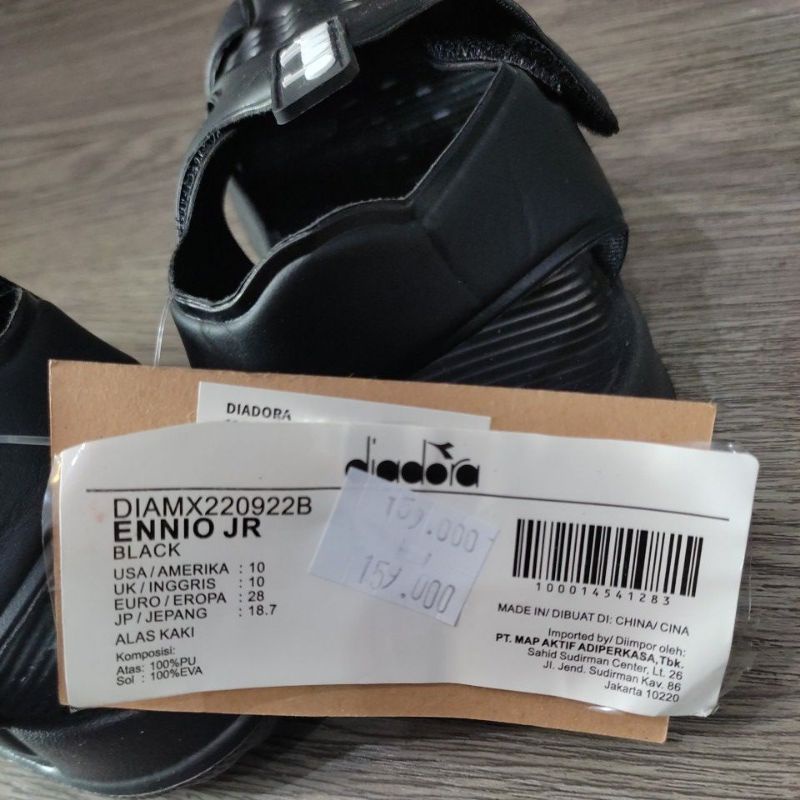 DIADORA
diadora
DIAMX220922B
ENNIO JR
BLACK
USA / AMERIKA : 10
UK / INGGRIS : 10
EURO / EROPA : 28
JP / JEPANG : 18.7
ALAS KAKI
Komposisi:
Atas: 100%PU
Sol : 100%EVA
159.000
100014541283
MADE IN/ DIBUAT DI: CHINA/ CINA
Imported by/ Diimpor oleh:
PT. MAP AKTIF ADIPERKASA,Tbk.
Sahid Sudirman Center, Lt. 26
Jl. Jend. Sudirman Kav. 86
Jakarta 10220